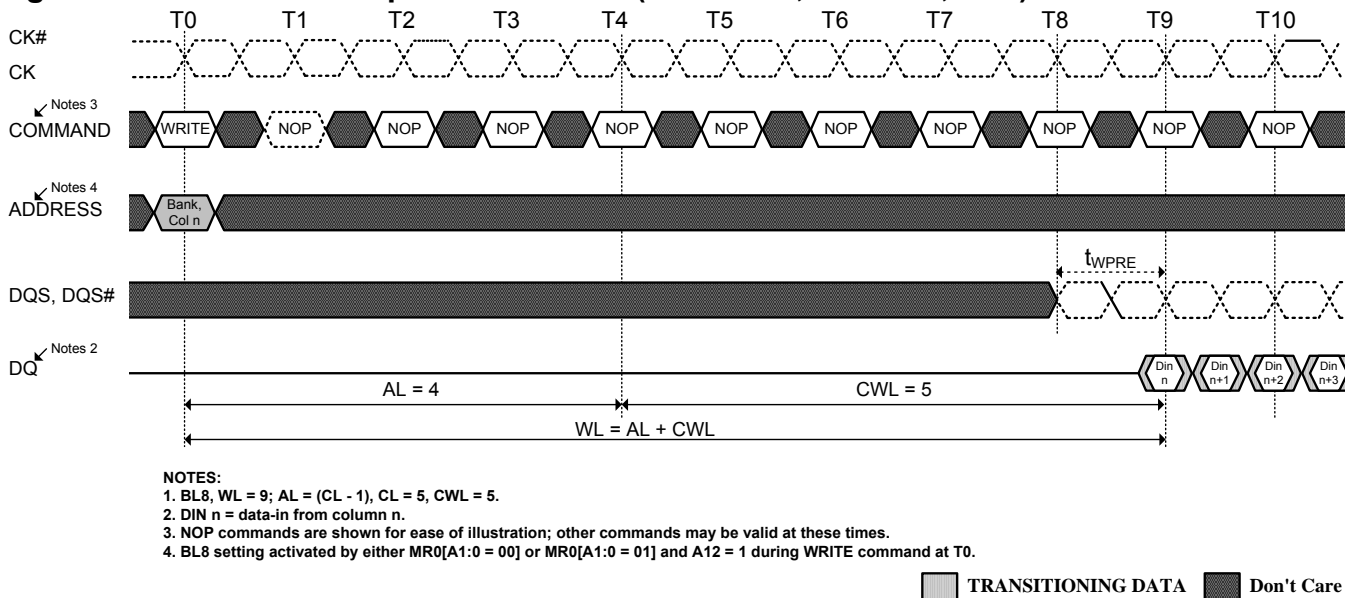 T0 T1 T2 T3 T4 T5 T6 T7 T8 T9 T10
CK#
CK
Notes 3
COMMAND WRITE NOP NOP NOP NOP NOP NOP NOP NOP NOP NOP
Notes 4
ADDRESS
Bank,
Col n
tWPRE
DQS, DQS#
Notes 2
DQ
Din n
Din n+1
Din n+2
Din n+3
AL = 4
CWL = 5
WL = AL + CWL
NOTES:
1. BL8, WL = 9; AL = (CL - 1), CL = 5, CWL = 5.
2. DIN n = data-in from column n.
3. NOP commands are shown for ease of illustration; other commands may be valid at these times.
4. BL8 setting activated by either MR0[A1:0 = 00] or MR0[A1:0 = 01] and A12 = 1 during WRITE command at T0.
TRANSITIONING DATA
Don't Care